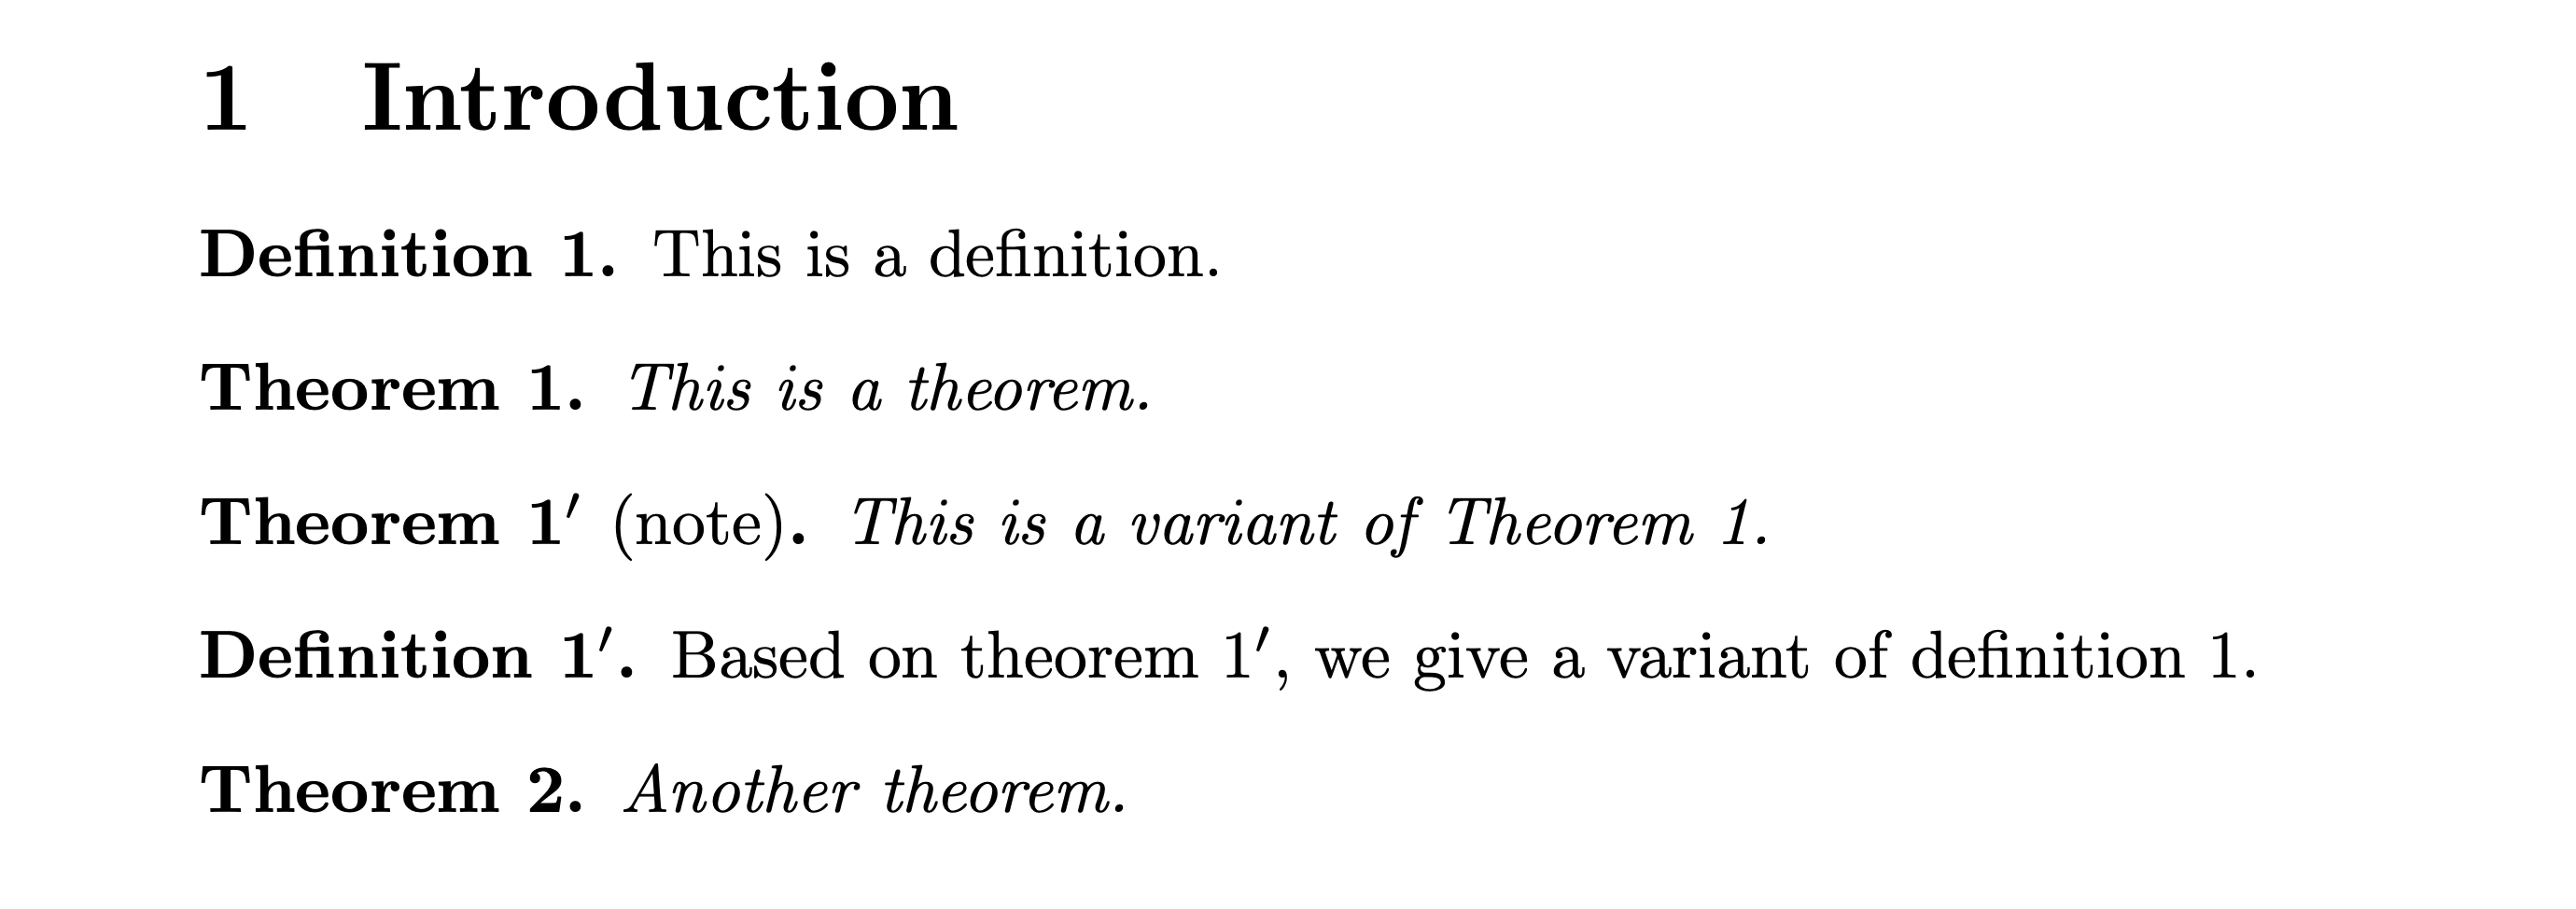 1 Introduction
Definition 1. This is a definition.
Theorem 1. This is a theorem.
Theorem 1′ (note). This is a variant of Theorem 1.
Definition 1′. Based on theorem 1′, we give a variant of definition 1.
Theorem 2. Another theorem.